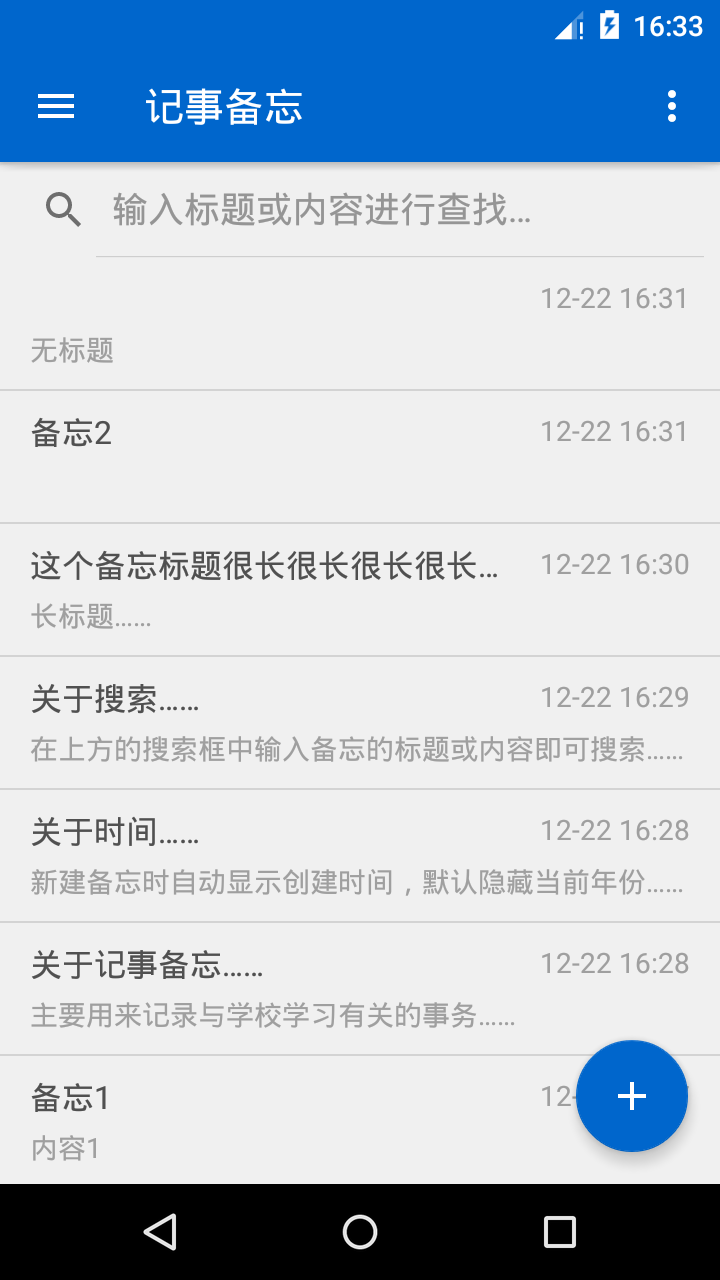 16:33
记事备忘
输入标题或内容进行查找...
12-22 16:31
无标题
备忘2 12-22 16:31
这个备忘标题很长很长很长很长... 12-22 16:30
长标题......
关于搜索...... 12-22 16:29
在上方的搜索框中输入备忘的标题或内容即可搜索......
关于时间...... 12-22 16:28
新建备忘时自动显示创建时间，默认隐藏当前年份......
关于记事备忘...... 12-22 16:28
主要用来记录与学校学习有关的事务......
备忘1 12-
内容1